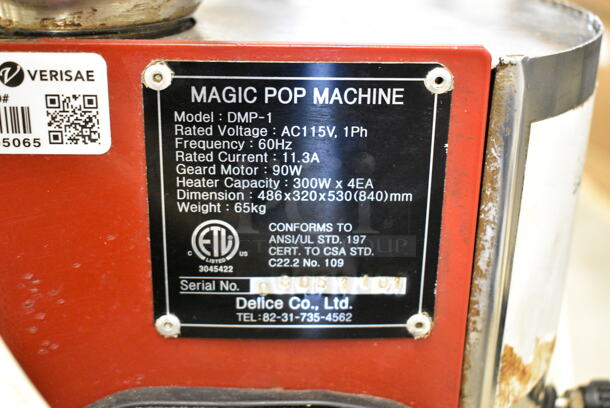 VERISAE
5065
MAGIC POP MACHINE
Model : DMP-1
Rated Voltage : AC115V, 1Ph
Frequency : 60Hz
Rated Current : 11.3A
Geard Motor : 90W
Heater Capacity : 300W x 4EA
Dimension : 486x320x530(840)mm
Weight : 65kg
ETL
C US
LISTED
3045422
CONFORMS TO
ANSI/UL STD. 197
CERT. TO CSA STD.
C22.2 No. 109
Serial No.
Delice Co., Ltd.
TEL:82-31-735-4562